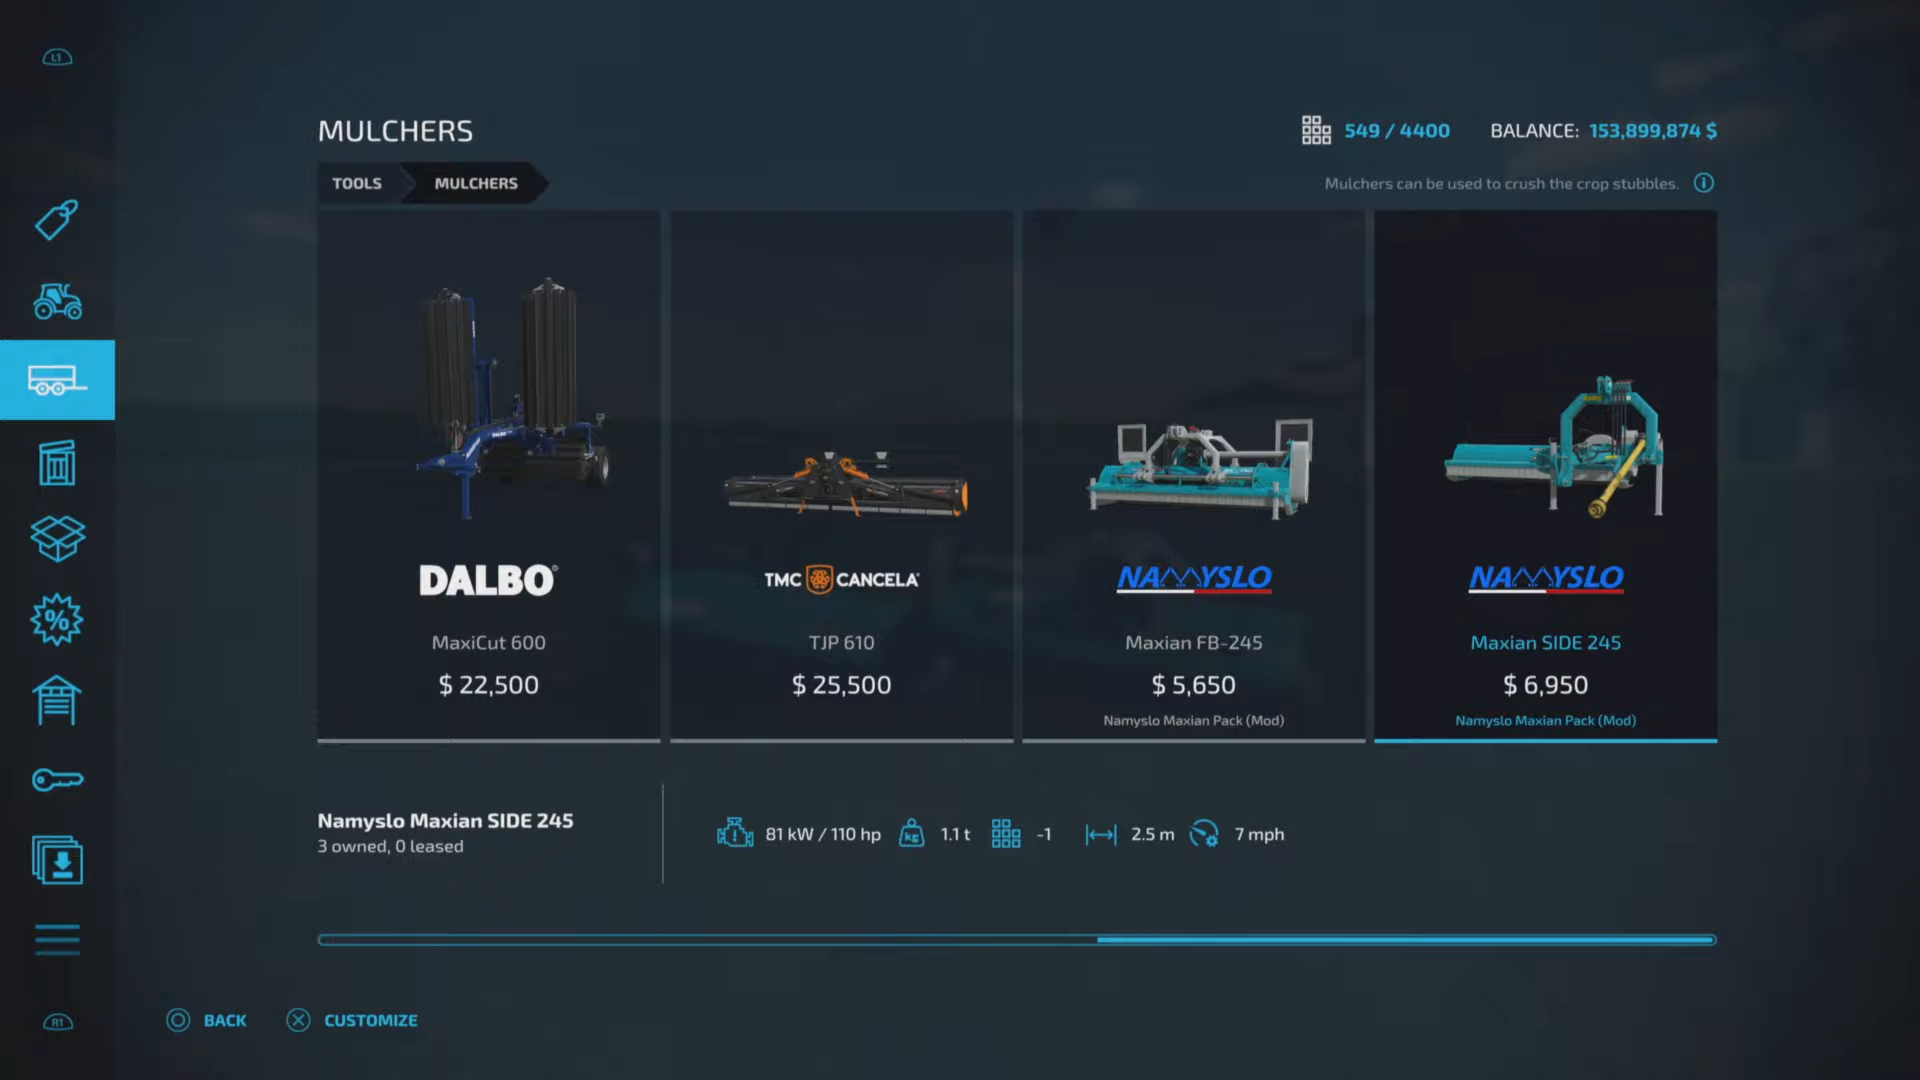 L1
MULCHERS
549 / 4400
BALANCE: 153,899,874 $
TOOLS
MULCHERS
Mulchers can be used to crush the crop stubbles.
DALBO
MaxiCut 600
$ 22,500
TMC CANCELA
TJP 610
$ 25,500
NAMYSLO
Maxian FB-245
$ 5,650
Namyslo Maxian Pack (Mod)
NAMYSLO
Maxian SIDE 245
$ 6,950
Namyslo Maxian Pack (Mod)
Namyslo Maxian SIDE 245
3 owned, 0 leased
81 kW / 110 hp
kg
1.1 t
-1
2.5 m
7 mph
%
R1
BACK
CUSTOMIZE